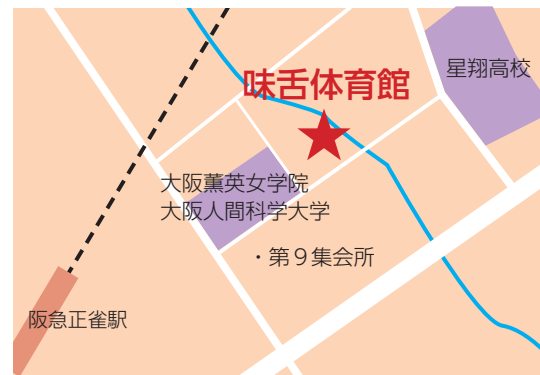 星翔高校
味舌体育館
大阪薫英女学院
大阪人間科学大学
・第９集会所
阪急正雀駅